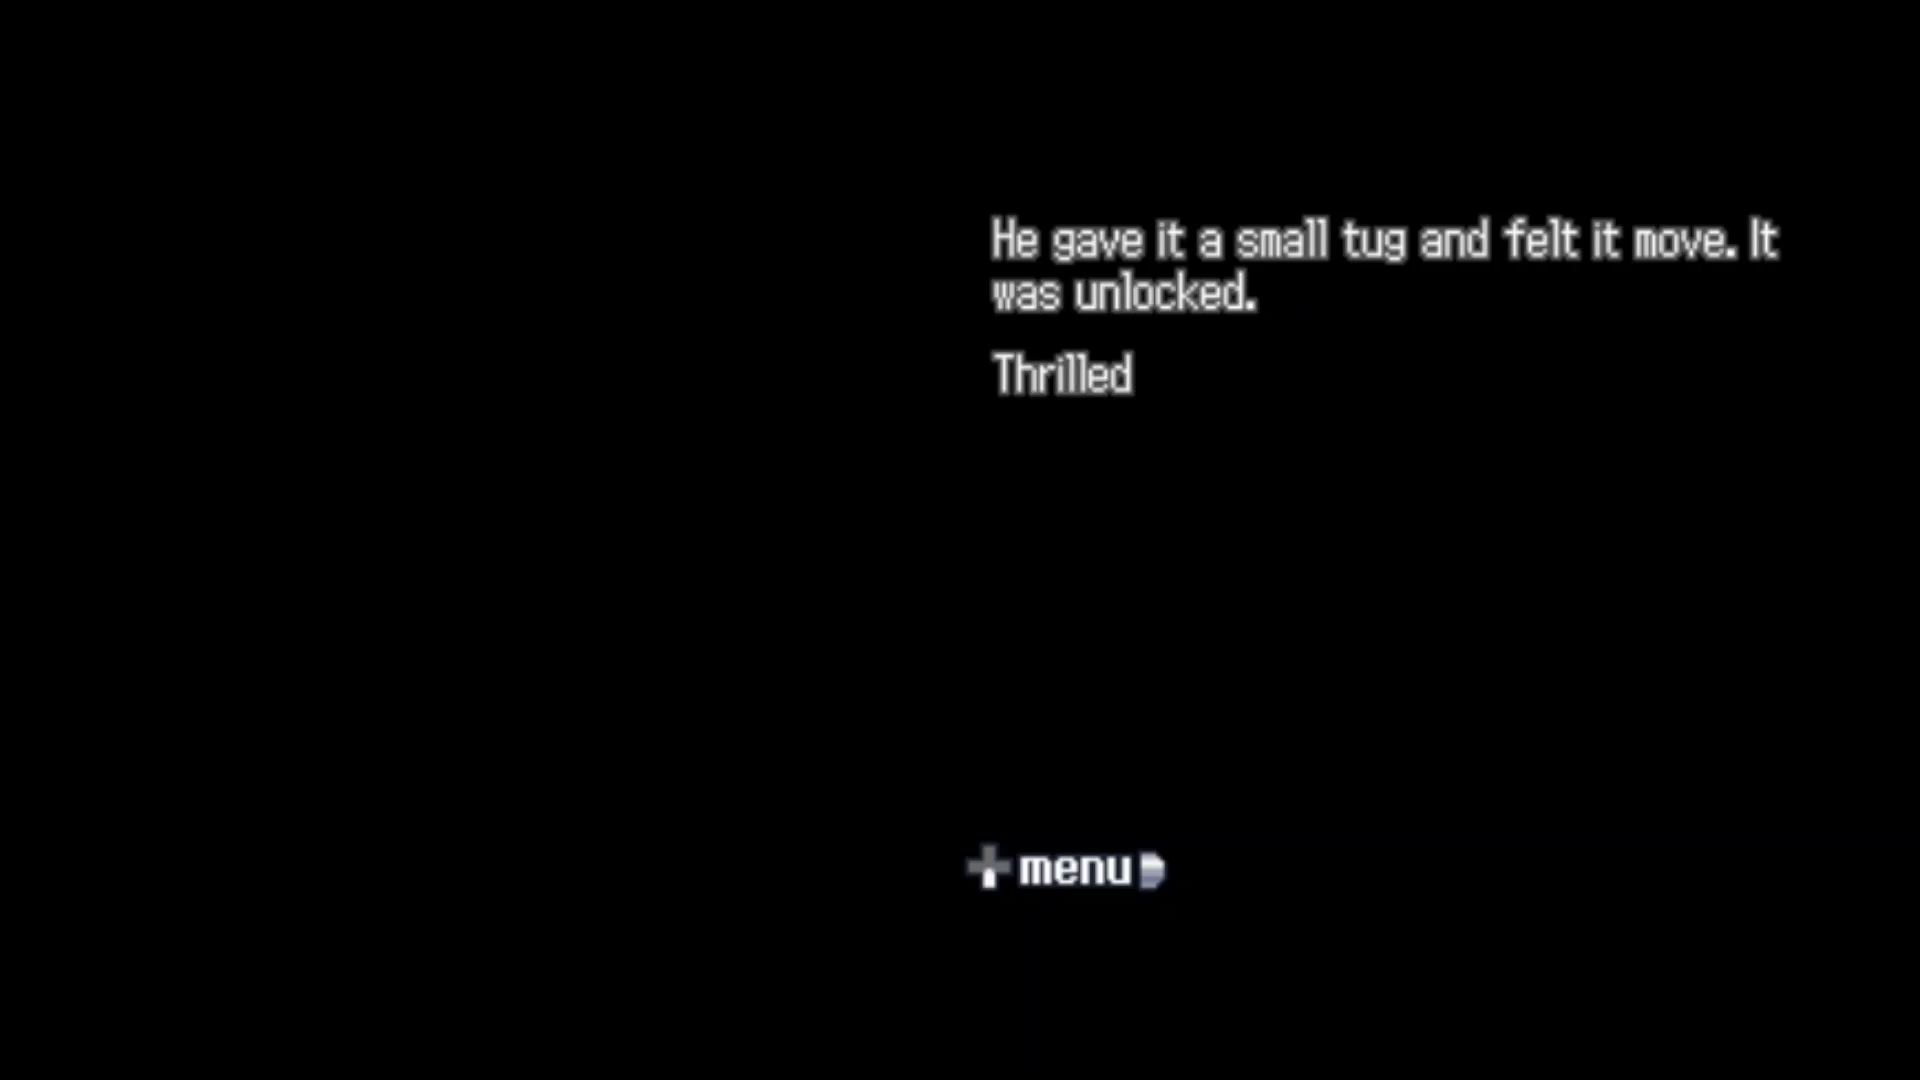 He gave it a small tug and felt it move. It
was unlocked.
Thrilled
menu